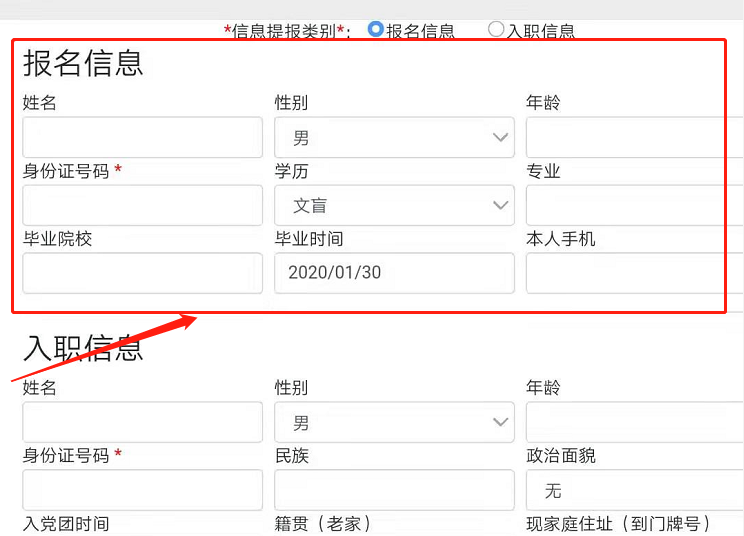 *信息提报类别*: 报名信息 入职信息
报名信息
姓名 性别 年龄
男
身份证号码 * 学历 专业
文盲
毕业院校 毕业时间 本人手机
2020/01/30
入职信息
姓名 性别 年龄
男
身份证号码 * 民族 政治面貌
无
入党团时间 籍贯（老家） 现家庭住址（到门牌号）